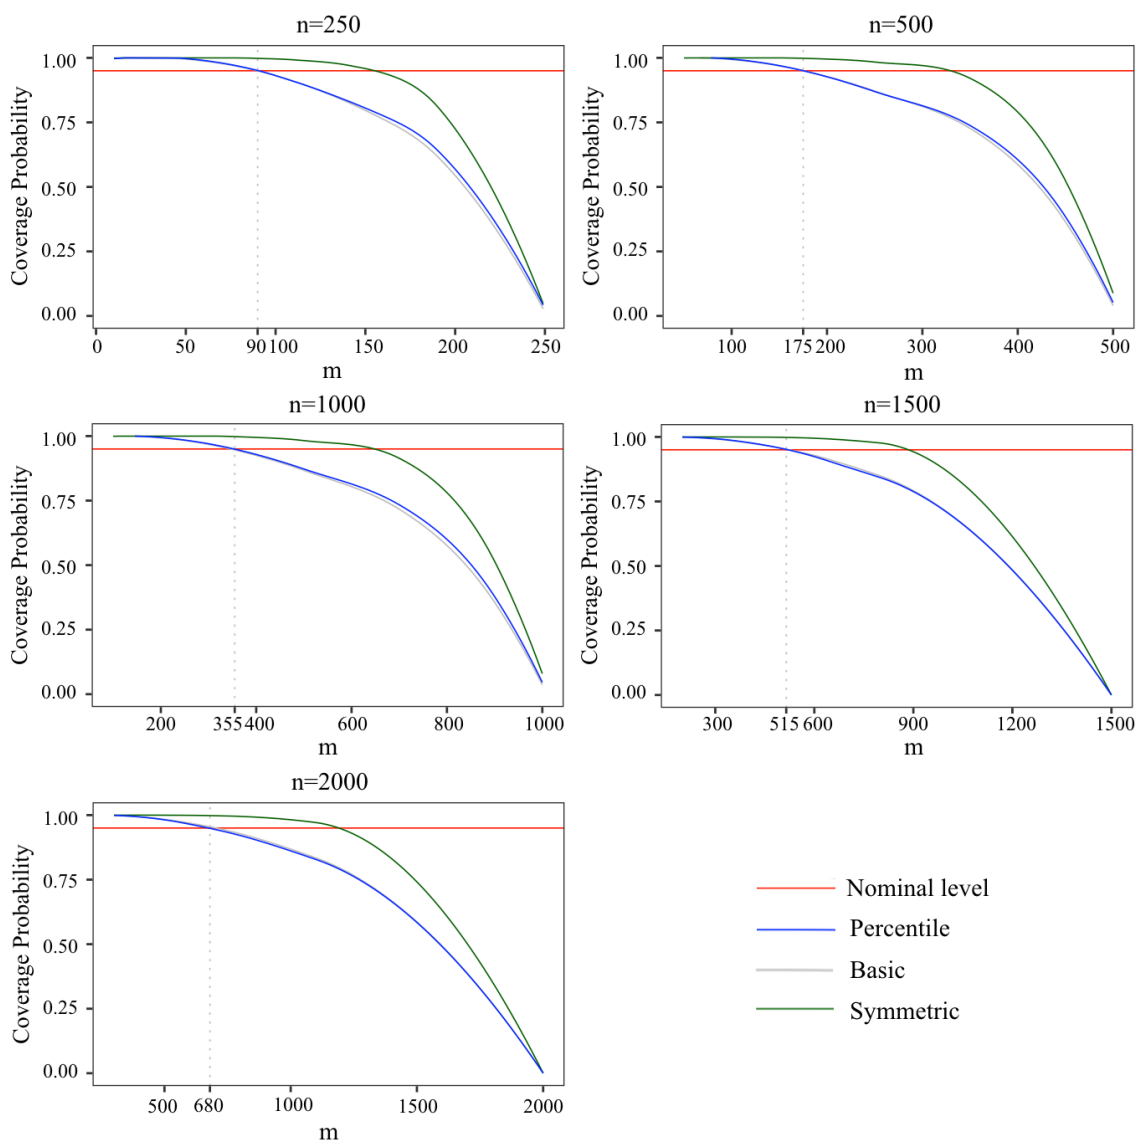 n=250
Coverage Probability
1.00
0.75
0.50
0.25
0.00
0 50 90 100 150 200 250
m
n=500
Coverage Probability
1.00
0.75
0.50
0.25
0.00
100 175 200 300 400 500
m
n=1000
Coverage Probability
1.00
0.75
0.50
0.25
0.00
200 355 400 600 800 1000
m
n=1500
Coverage Probability
1.00
0.75
0.50
0.25
0.00
300 515 600 900 1200 1500
m
n=2000
Coverage Probability
1.00
0.75
0.50
0.25
0.00
500 680 1000 1500 2000
m
Nominal level
Percentile
Basic
Symmetric